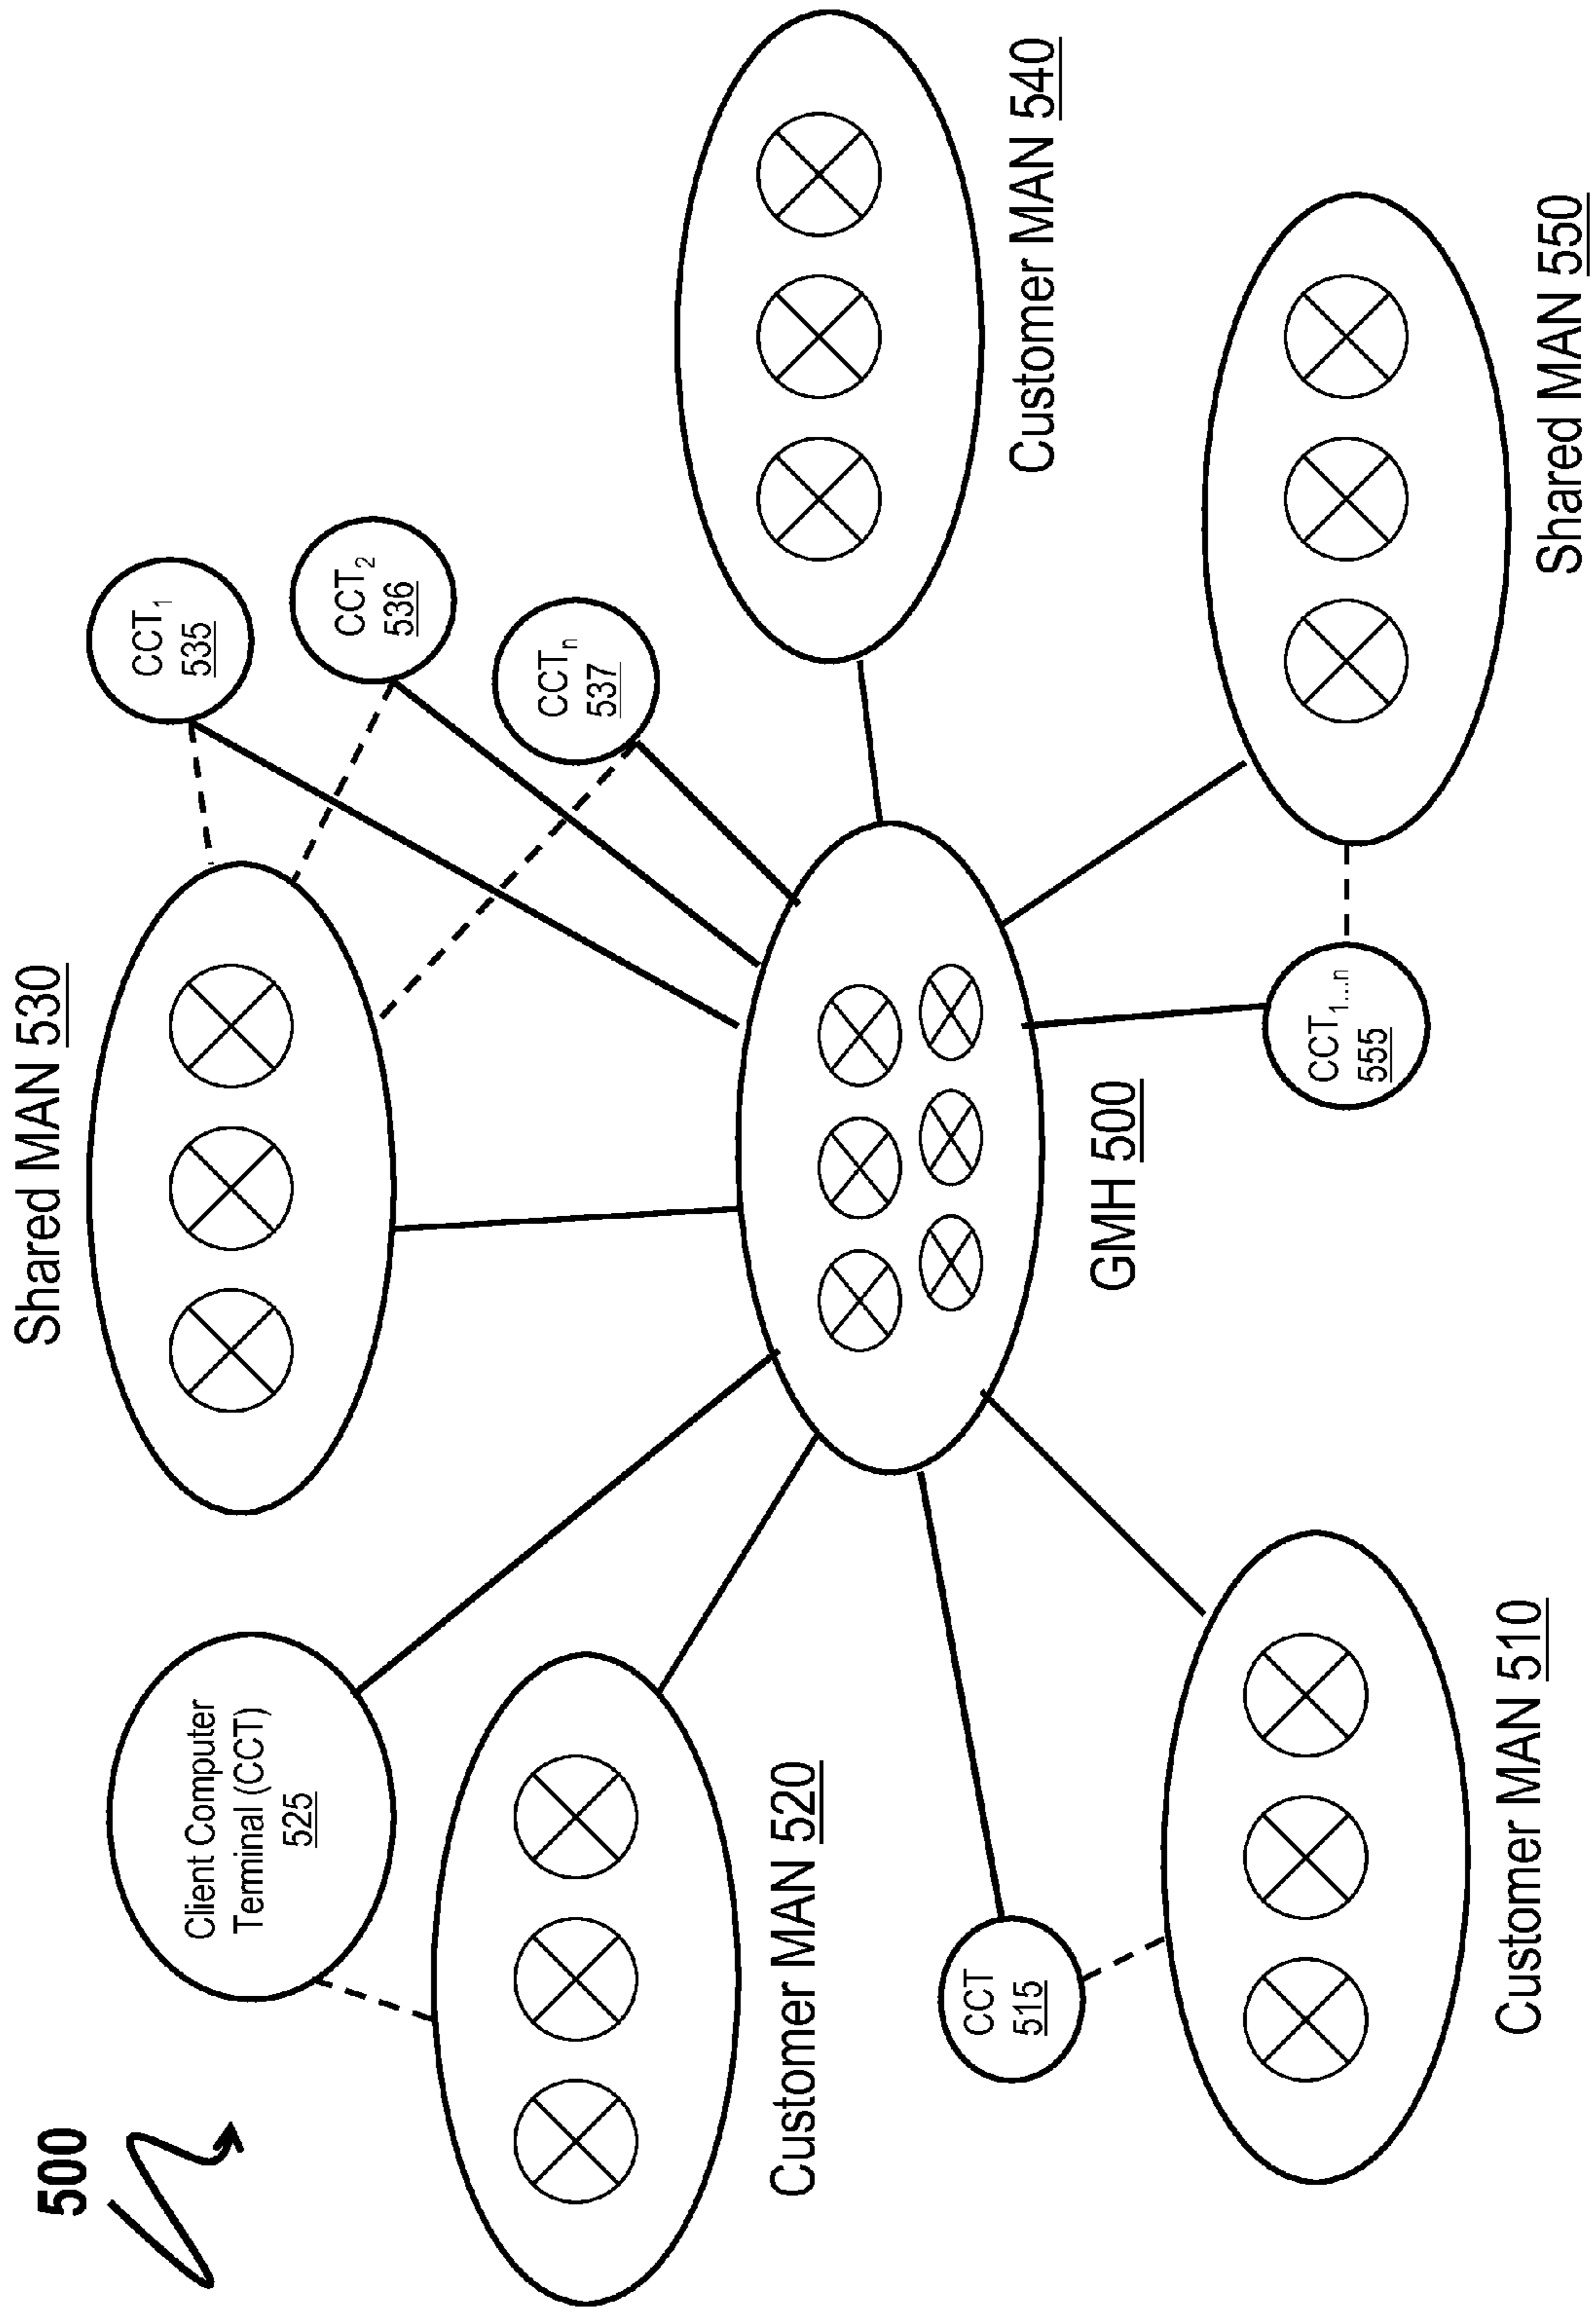 500
Client Computer
Terminal (CCT)
525
Customer MAN 520
CCT
515
Customer MAN 510
Shared MAN 530
CCT₁
535
CCT₂
536
CCTₙ
537
GMH 500
Customer MAN 540
CCT₁...ₙ
555
Shared MAN 550